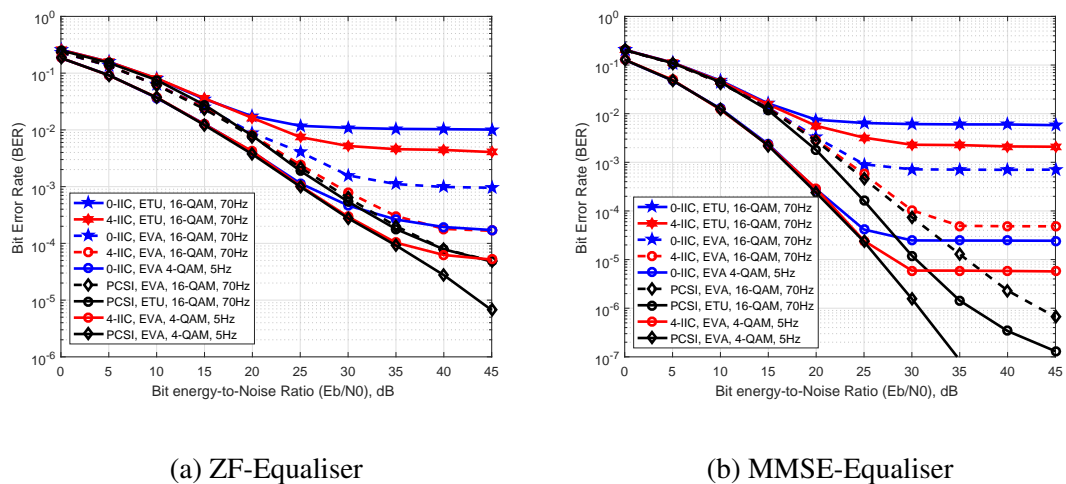 10^0
10^-1
10^-2
10^-3
10^-4
10^-5
10^-6
Bit Error Rate (BER)
0-IIC, ETU, 16-QAM, 70Hz
4-IIC, ETU, 16-QAM, 70Hz
0-IIC, EVA, 16-QAM, 70Hz
4-IIC, EVA, 16-QAM, 70Hz
0-IIC, EVA 4-QAM, 5Hz
PCSI, EVA, 16-QAM, 70Hz
PCSI, ETU, 16-QAM, 70Hz
4-IIC, EVA, 4-QAM, 5Hz
PCSI, EVA, 4-QAM, 5Hz
0 5 10 15 20 25 30 35 40 45
Bit energy-to-Noise Ratio (Eb/N0), dB
(a) ZF-Equaliser
10^0
10^-1
10^-2
10^-3
10^-4
10^-5
10^-6
10^-7
Bit Error Rate (BER)
0-IIC, ETU, 16-QAM, 70Hz
4-IIC, ETU, 16-QAM, 70Hz
0-IIC, EVA, 16-QAM, 70Hz
4-IIC, EVA, 16-QAM, 70Hz
0-IIC, EVA 4-QAM, 5Hz
PCSI, EVA, 16-QAM, 70Hz
PCSI, ETU, 16-QAM, 70Hz
4-IIC, EVA, 4-QAM, 5Hz
PCSI, EVA, 4-QAM, 5Hz
0 5 10 15 20 25 30 35 40 45
Bit energy-to-Noise Ratio (Eb/N0), dB
(b) MMSE-Equaliser